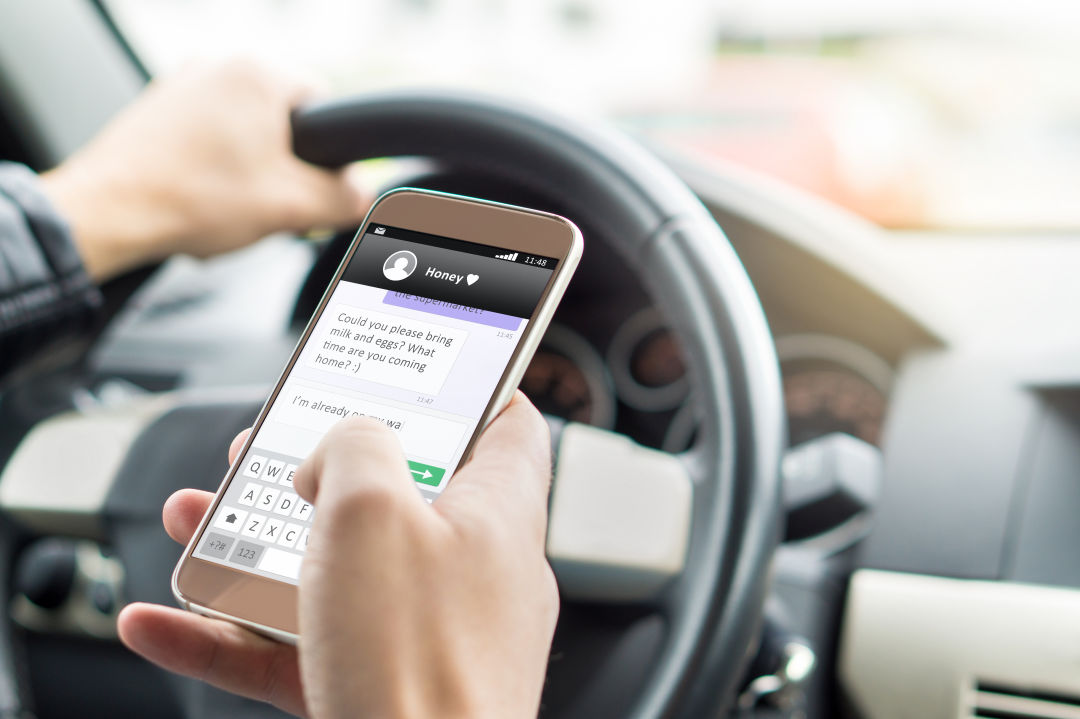 11:48
Honey
the supermarket?
11:45
Could you please bring
milk and eggs? What
time are you coming
home? :)
11:47
I'm already on my wa
Q W E
A S D F
Z X C
+?# 123